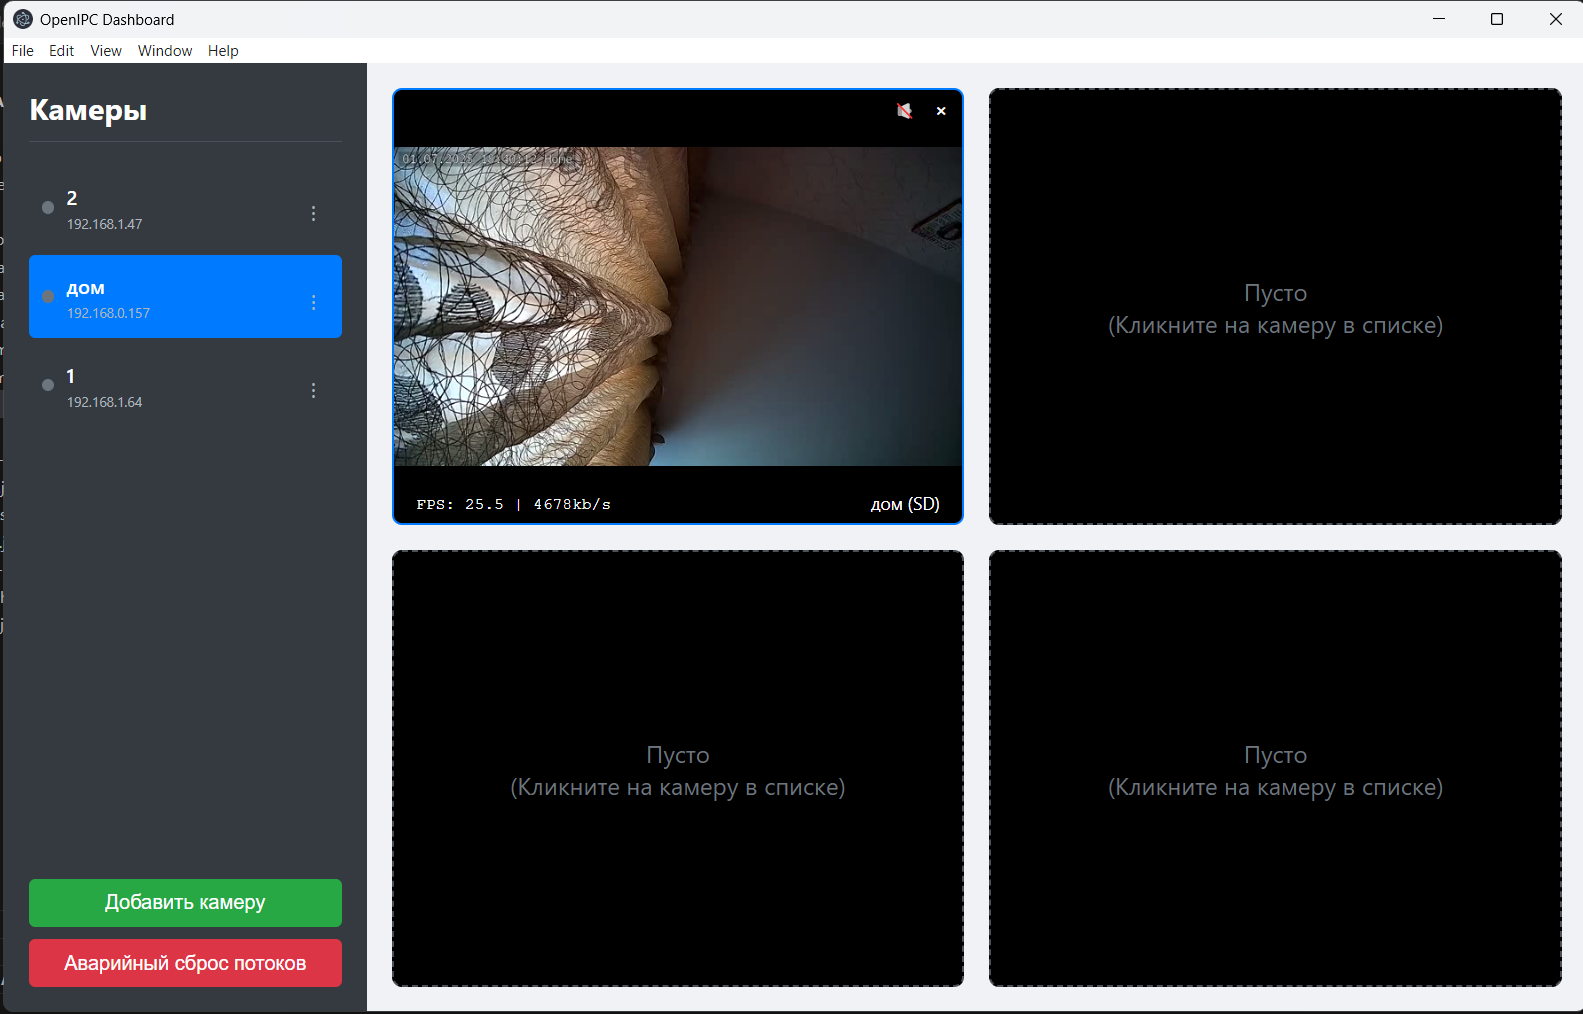 OpenIPC Dashboard
File Edit View Window Help
Камеры
2
192.168.1.47
дом
192.168.0.157
1
192.168.1.64
Добавить камеру
Аварийный сброс потоков
Home
FPS: 25.5 | 4678kb/s
дом (SD)
Пусто
(Кликните на камеру в списке)
Пусто
(Кликните на камеру в списке)
Пусто
(Кликните на камеру в списке)